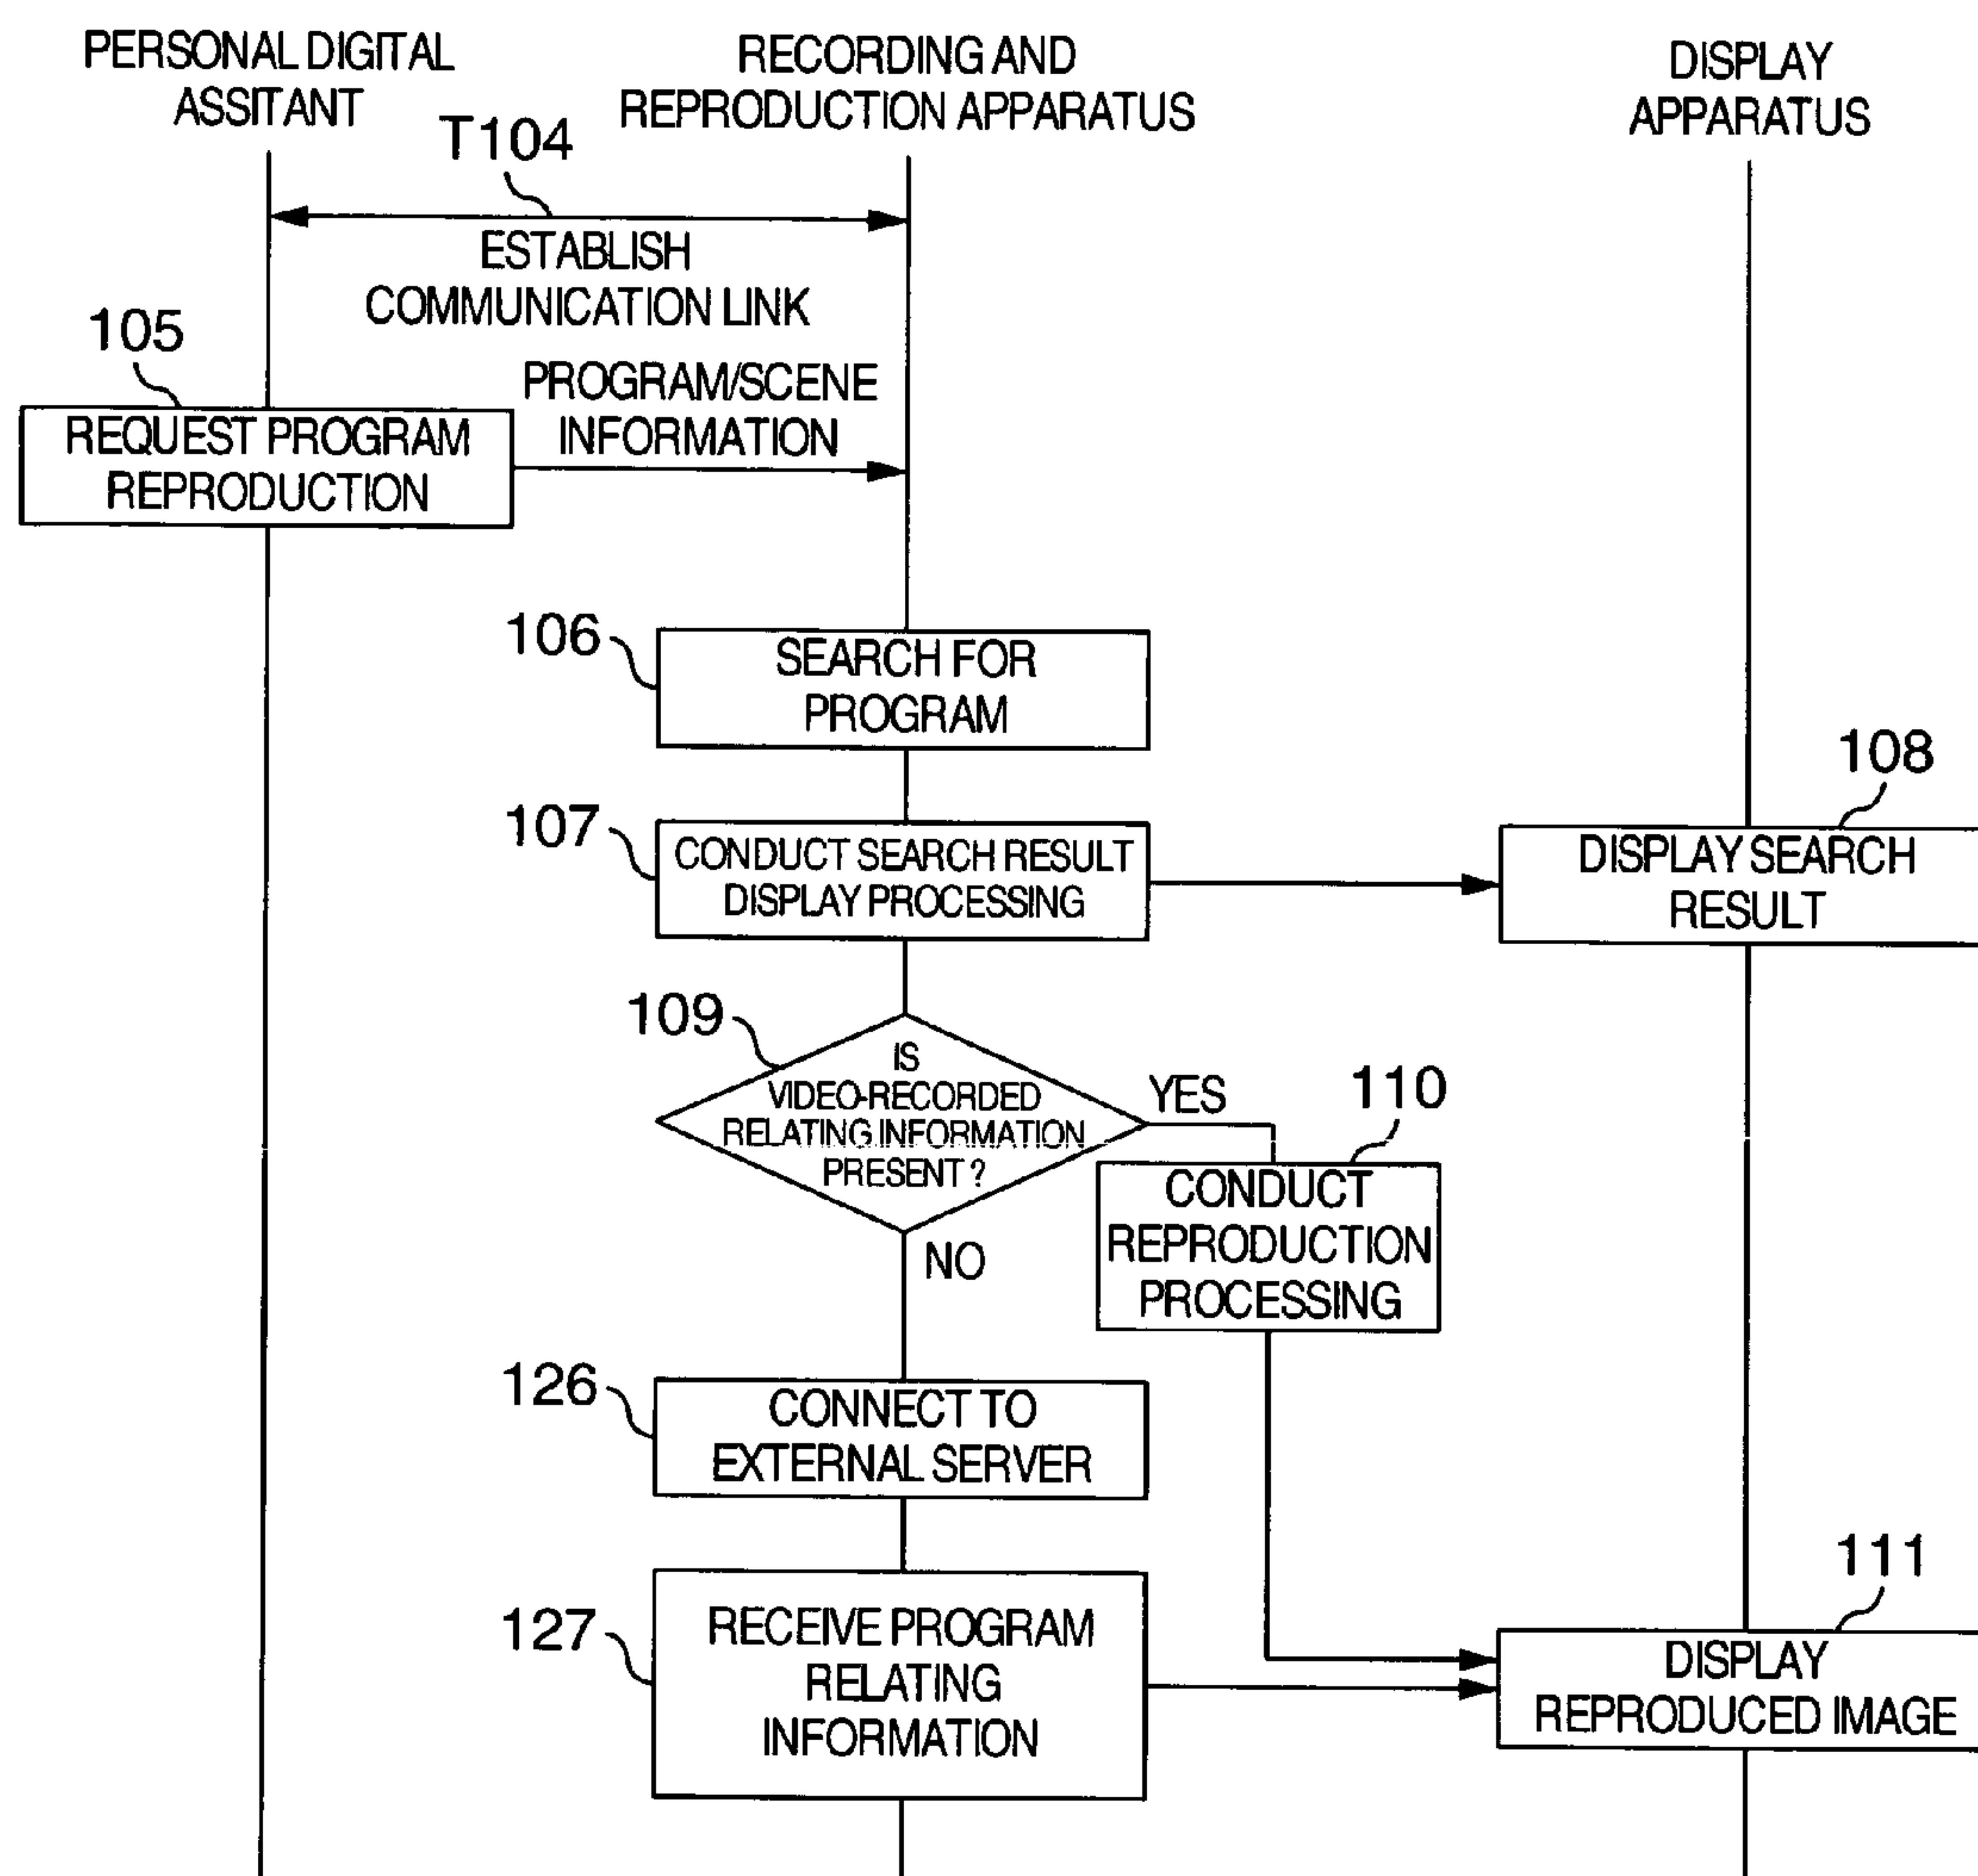 PERSONAL DIGITAL
ASSITANT
RECORDING AND
REPRODUCTION APPARATUS
DISPLAY
APPARATUS
T104
ESTABLISH
COMMUNICATION LINK
105
PROGRAM/SCENE
INFORMATION
REQUEST PROGRAM
REPRODUCTION
106
SEARCH FOR
PROGRAM
107
CONDUCT SEARCH RESULT
DISPLAY PROCESSING
108
DISPLAY SEARCH
RESULT
109
IS
VIDEO-RECORDED
RELATING INFORMATION
PRESENT ?
YES
110
CONDUCT
REPRODUCTION
PROCESSING
NO
126
CONNECT TO
EXTERNAL SERVER
127
RECEIVE PROGRAM
RELATING
INFORMATION
111
DISPLAY
REPRODUCED IMAGE